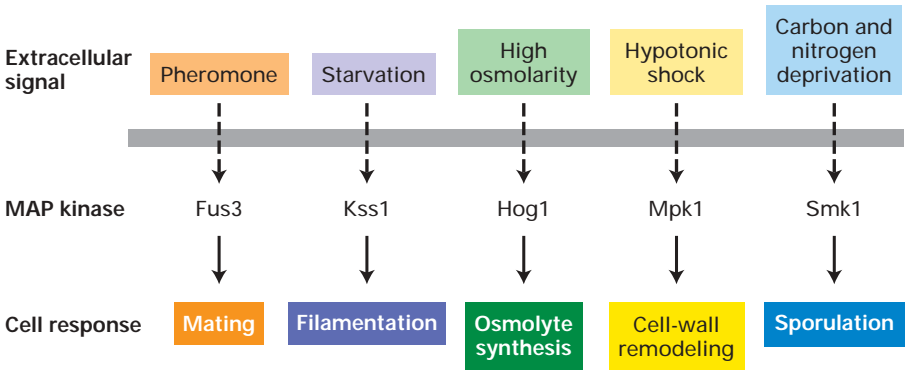 Extracellular
signal
Pheromone
Starvation
High
osmolarity
Hypotonic
shock
Carbon and
nitrogen
deprivation
MAP kinase
Fus3
Kss1
Hog1
Mpk1
Smk1
Cell response
Mating
Filamentation
Osmolyte
synthesis
Cell-wall
remodeling
Sporulation